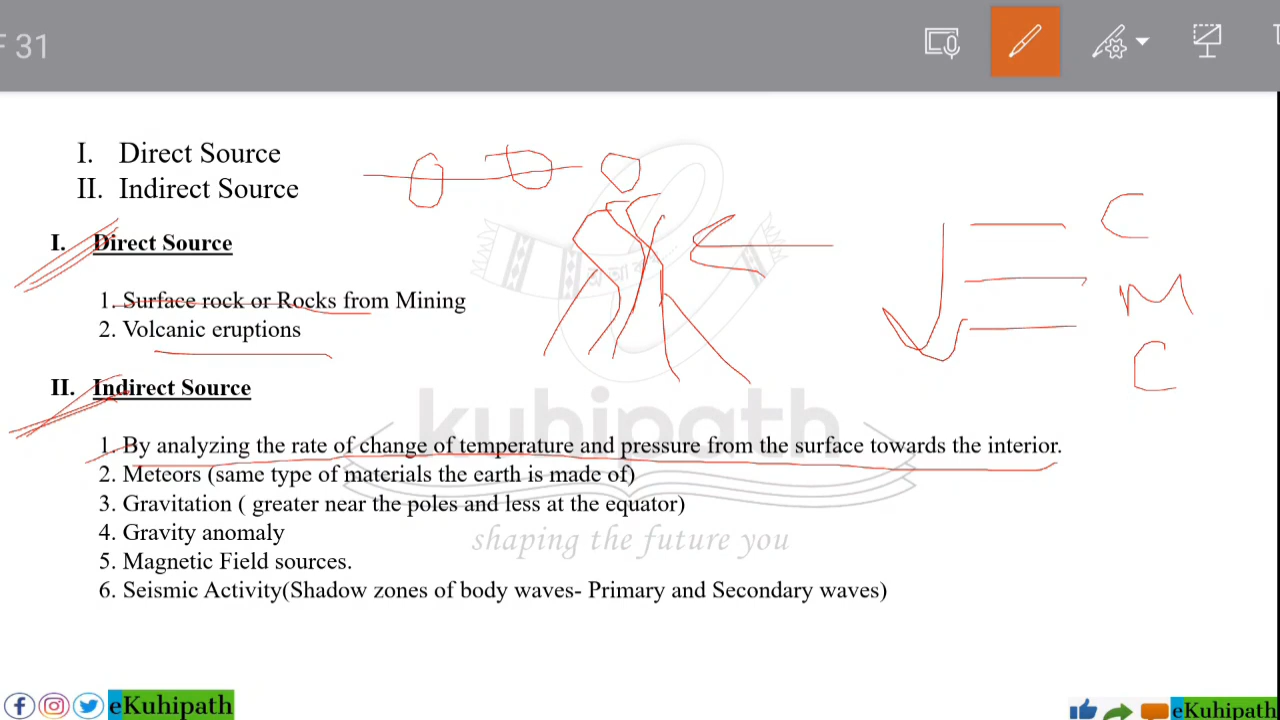 F 31
I. Direct Source
II. Indirect Source
I. Direct Source
1. Surface rock or Rocks from Mining
2. Volcanic eruptions
C
M
C
II. Indirect Source
kuhipath
1. By analyzing the rate of change of temperature and pressure from the surface towards the interior.
2. Meteors (same type of materials the earth is made of)
3. Gravitation ( greater near the poles and less at the equator)
4. Gravity anomaly
shaping the future you
5. Magnetic Field sources.
6. Seismic Activity(Shadow zones of body waves- Primary and Secondary waves)
eKuhipath
eKuhipath